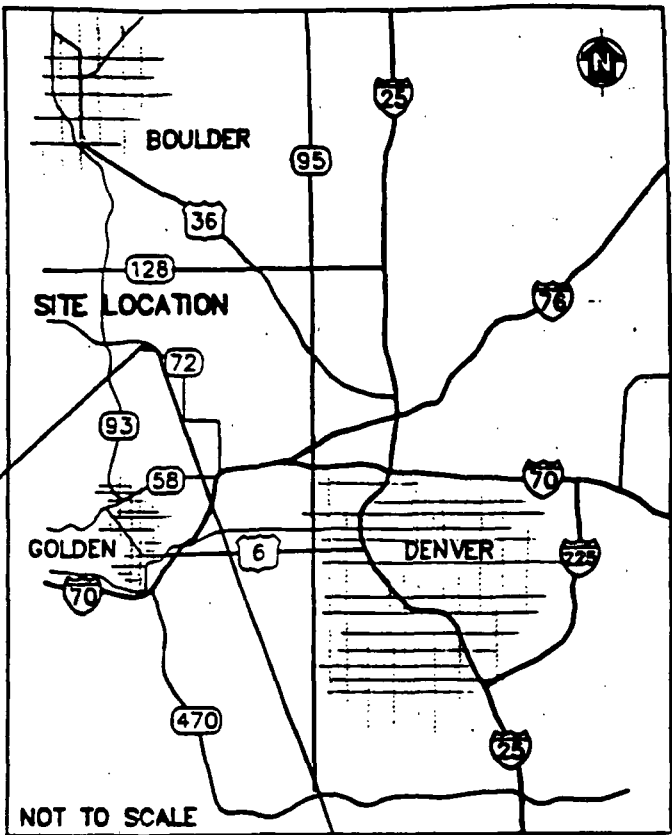 N
25
BOULDER
95
36
128
76
SITE LOCATION
72
93
58
70
GOLDEN
6
DENVER
225
70
470
25
NOT TO SCALE